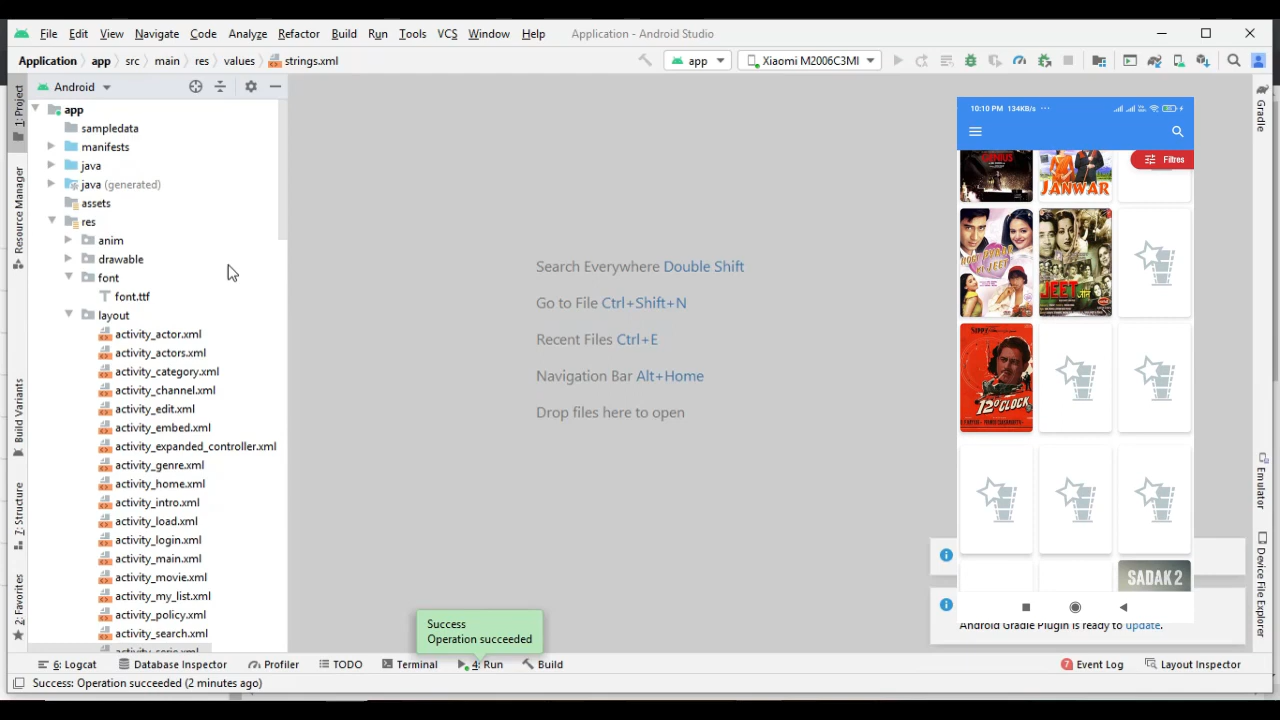 File Edit View Navigate Code Analyze Refactor Build Run Tools VCS Window Help Application - Android Studio
Application app src main res values strings.xml
app Xiaomi M2006C3MI
1: Project
Resource Manager
Build Variants
7: Structure
2: Favorites
Android
app
sampledata
manifests
java
java (generated)
assets
res
anim
drawable
font
font.ttf
layout
activity_actor.xml
activity_actors.xml
activity_category.xml
activity_channel.xml
activity_edit.xml
activity_embed.xml
activity_expanded_controller.xml
activity_genre.xml
activity_home.xml
activity_intro.xml
activity_load.xml
activity_login.xml
activity_main.xml
activity_movie.xml
activity_my_list.xml
activity_policy.xml
activity_search.xml
activity_serie.xml
Search Everywhere Double Shift
Go to File Ctrl+Shift+N
Recent Files Ctrl+E
Navigation Bar Alt+Home
Drop files here to open
10:10 PM 134KB/s ···
GENIUS
JANWAR
Filtres
JEET
12 O'CLOCK
SADAK 2
Android Gradle Plugin is ready to update.
Gradle
Emulator
Device File Explorer
Success
Operation succeeded
6: Logcat Database Inspector Profiler TODO Terminal 4: Run Build 7 Event Log Layout Inspector
Success: Operation succeeded (2 minutes ago)